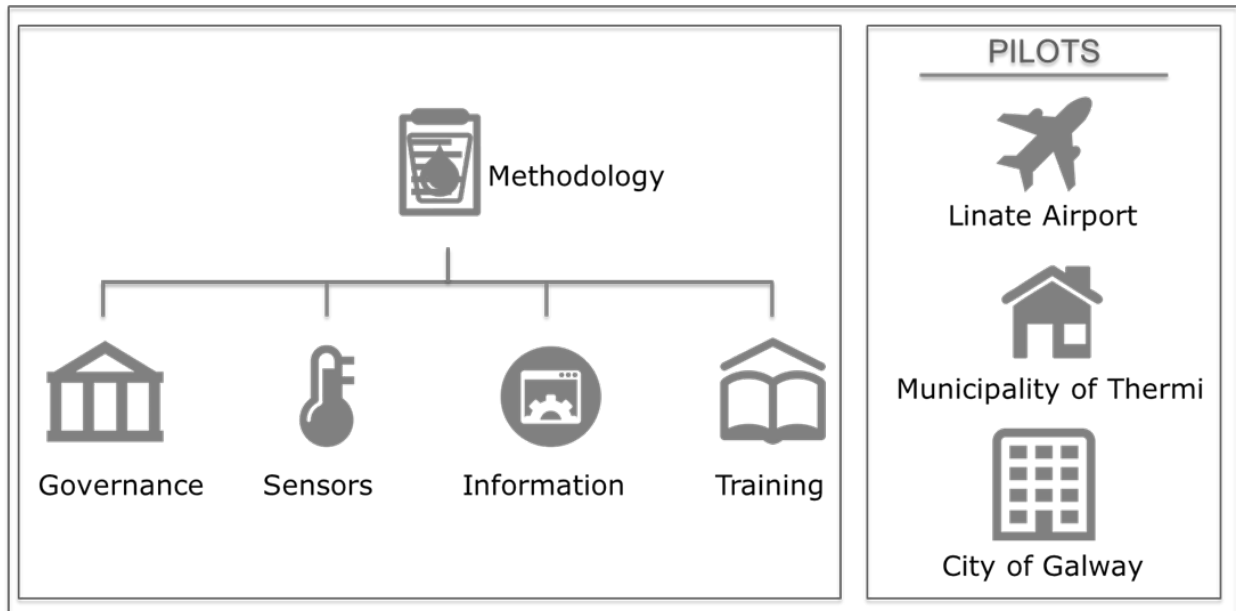 Methodology
Governance
Sensors
Information
Training
PILOTS
Linate Airport
Municipality of Thermi
City of Galway